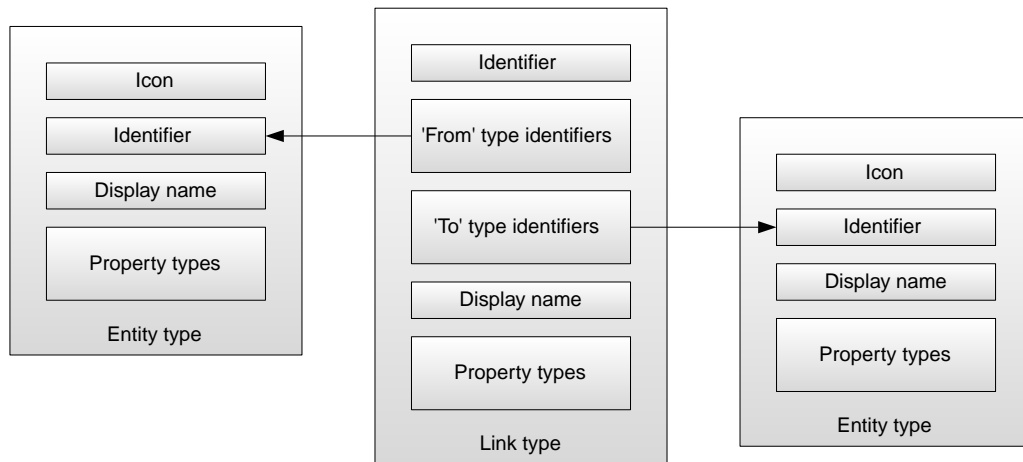 Icon
Identifier
Display name
Property types
Entity type
Identifier
'From' type identifiers
'To' type identifiers
Display name
Property types
Link type
Icon
Identifier
Display name
Property types
Entity type